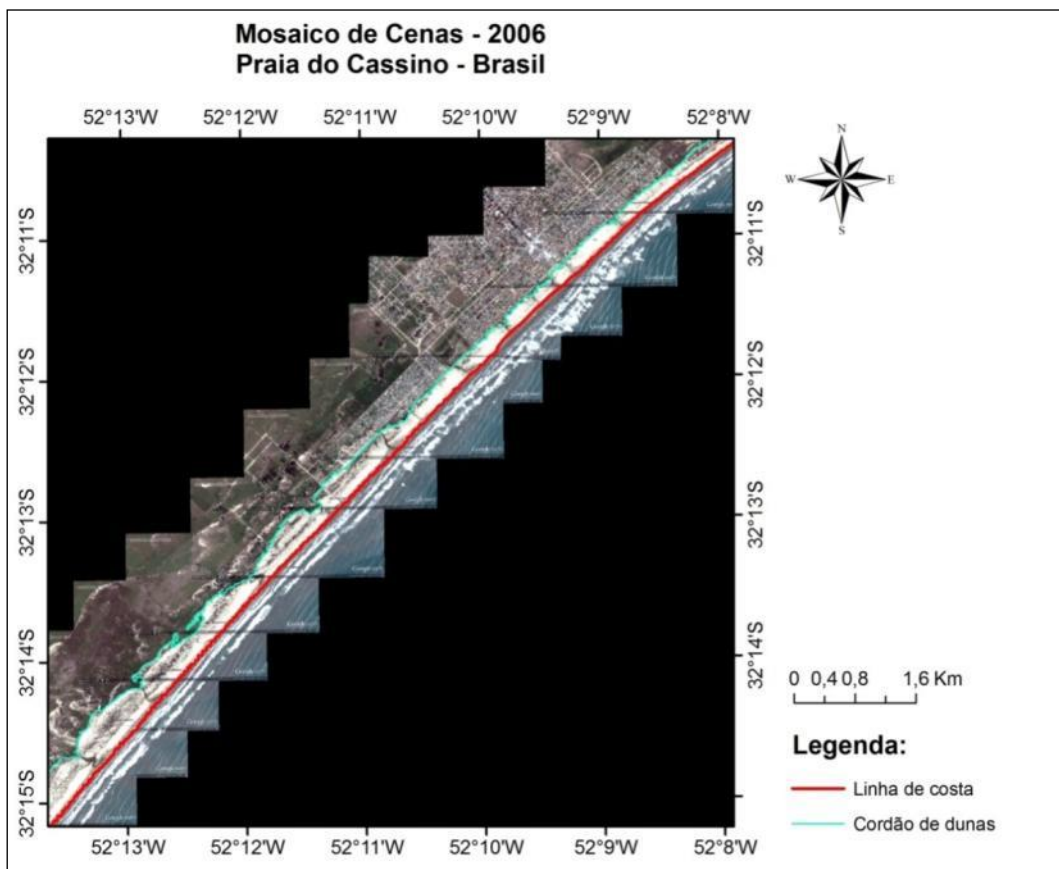 Mosaico de Cenas - 2006
Praia do Cassino - Brasil
52°13'W 52°12'W 52°11'W 52°10'W 52°9'W 52°8'W
N
W E
S
32°11'S 32°11'S
32°12'S 32°12'S
32°13'S 32°13'S
32°14'S 32°14'S
32°15'S
52°13'W 52°12'W 52°11'W 52°10'W 52°9'W 52°8'W
0 0,4 0,8 1,6 Km
Legenda:
Linha de costa
Cordão de dunas